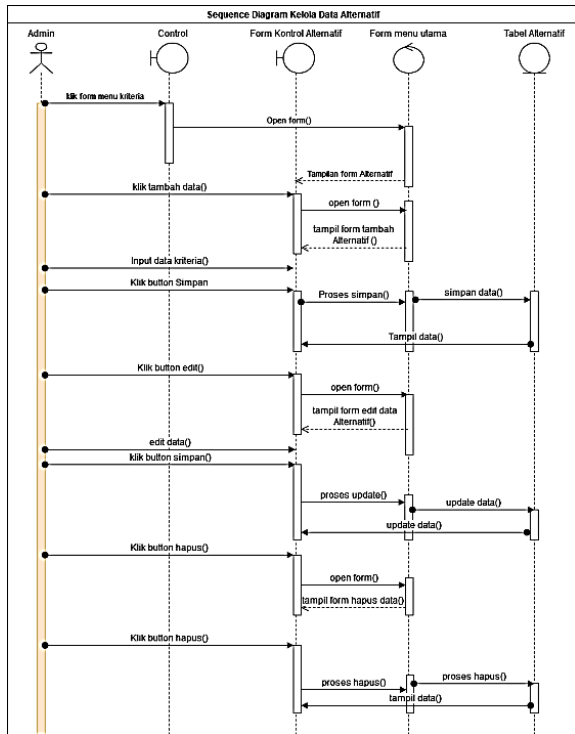 Sequence Diagram Kelola Data Alternatif
Admin
Control
Form Kontrol Alternatif
Form menu utama
Tabel Alternatif
klik form menu kriteria
Open form()
Tampilan form Alternatif
klik tambah data()
open form ()
tampil form tambah
Alternatif ()
Input data kriteria()
Klik button Simpan
Proses simpan()
simpan data()
Tampil data()
Klik button edit()
open form()
tampil form edit data
Alternatif()
edit data()
klik button simpan()
proses update()
update data()
update data()
Klik button hapus()
open form()
tampil form hapus data()
Klik button hapus()
proses hapus()
proses hapus()
tampil data()